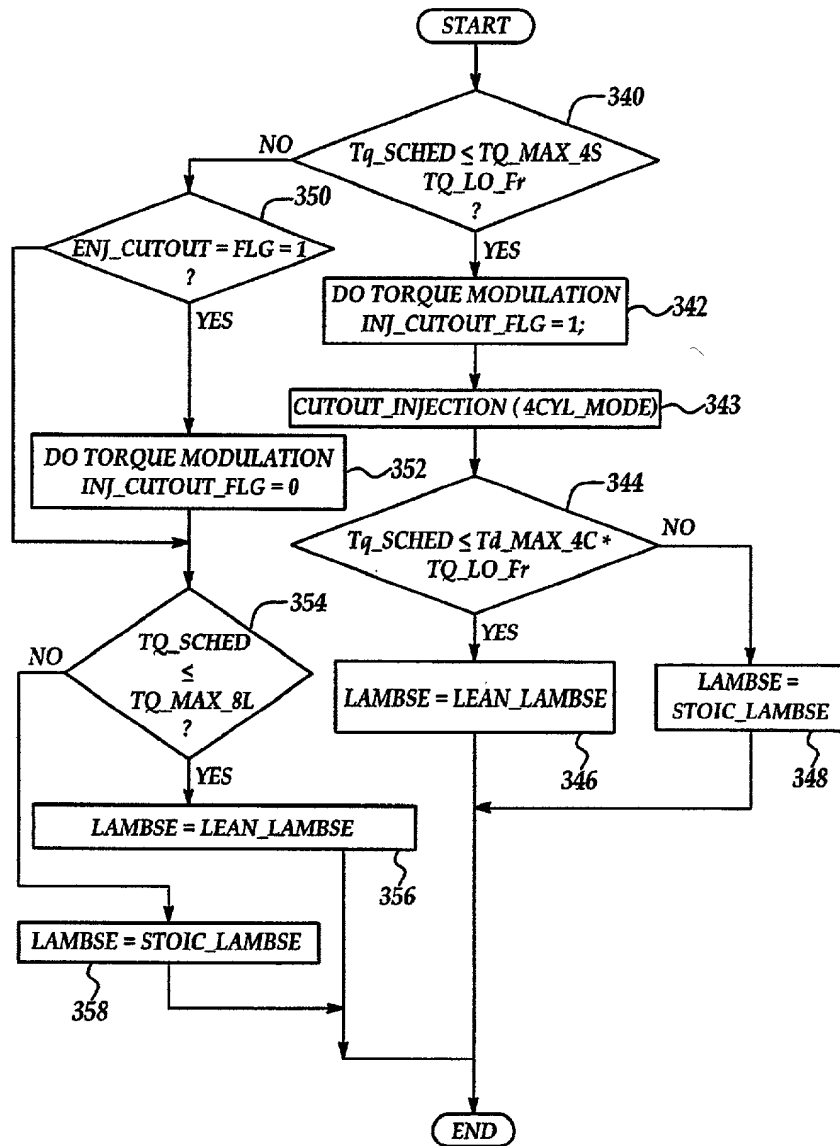 START
340
Tq_SCHED ≤ TQ_MAX_4S
TQ_LO_Fr
?
NO
YES
350
ENJ_CUTOUT = FLG = 1
?
YES
DO TORQUE MODULATION
INJ_CUTOUT_FLG = 1;
342
CUTOUT_INJECTION ( 4CYL_MODE)
343
DO TORQUE MODULATION
INJ_CUTOUT_FLG = 0
352
344
Tq_SCHED ≤ Td_MAX_4C *
TQ_LO_Fr
NO
YES
354
TQ_SCHED
≤
TQ_MAX_8L
?
NO
YES
LAMBSE = LEAN_LAMBSE
346
LAMBSE =
STOIC_LAMBSE
348
LAMBSE = LEAN_LAMBSE
356
LAMBSE = STOIC_LAMBSE
358
END